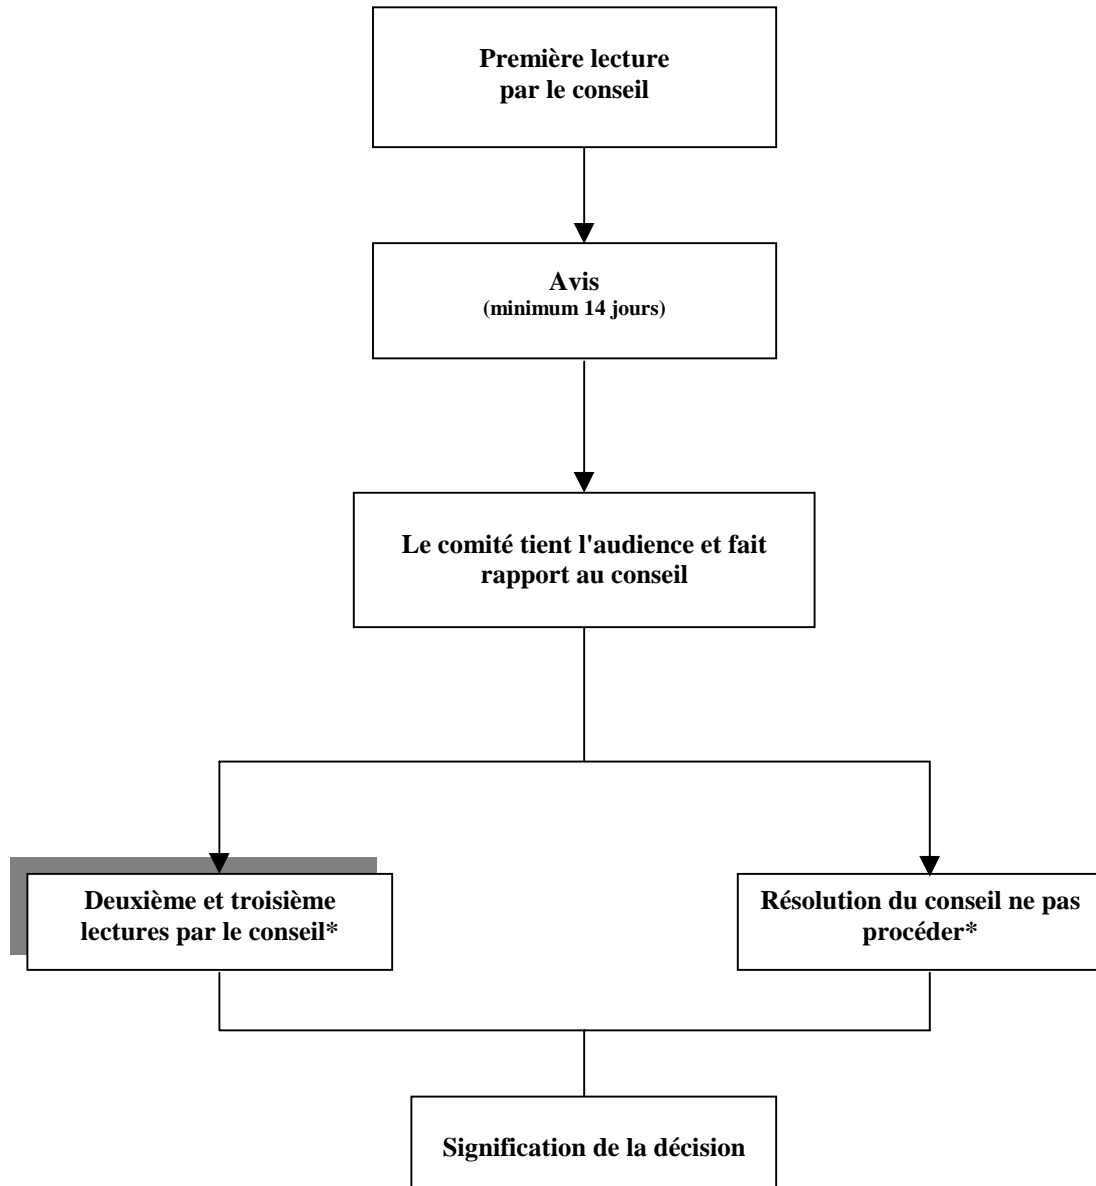 Première lecture
par le conseil
Avis
(minimum 14 jours)
Le comité tient l'audience et fait
rapport au conseil
Deuxième et troisième
lectures par le conseil*
Résolution du conseil ne pas
procéder*
Signification de la décision